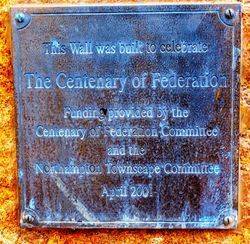 This Wall was built to celebrate
The Centenary of Federation
Funding provided by the
Centenary of Federation Committee
and the
Northampton Townscape Committee
April 2001